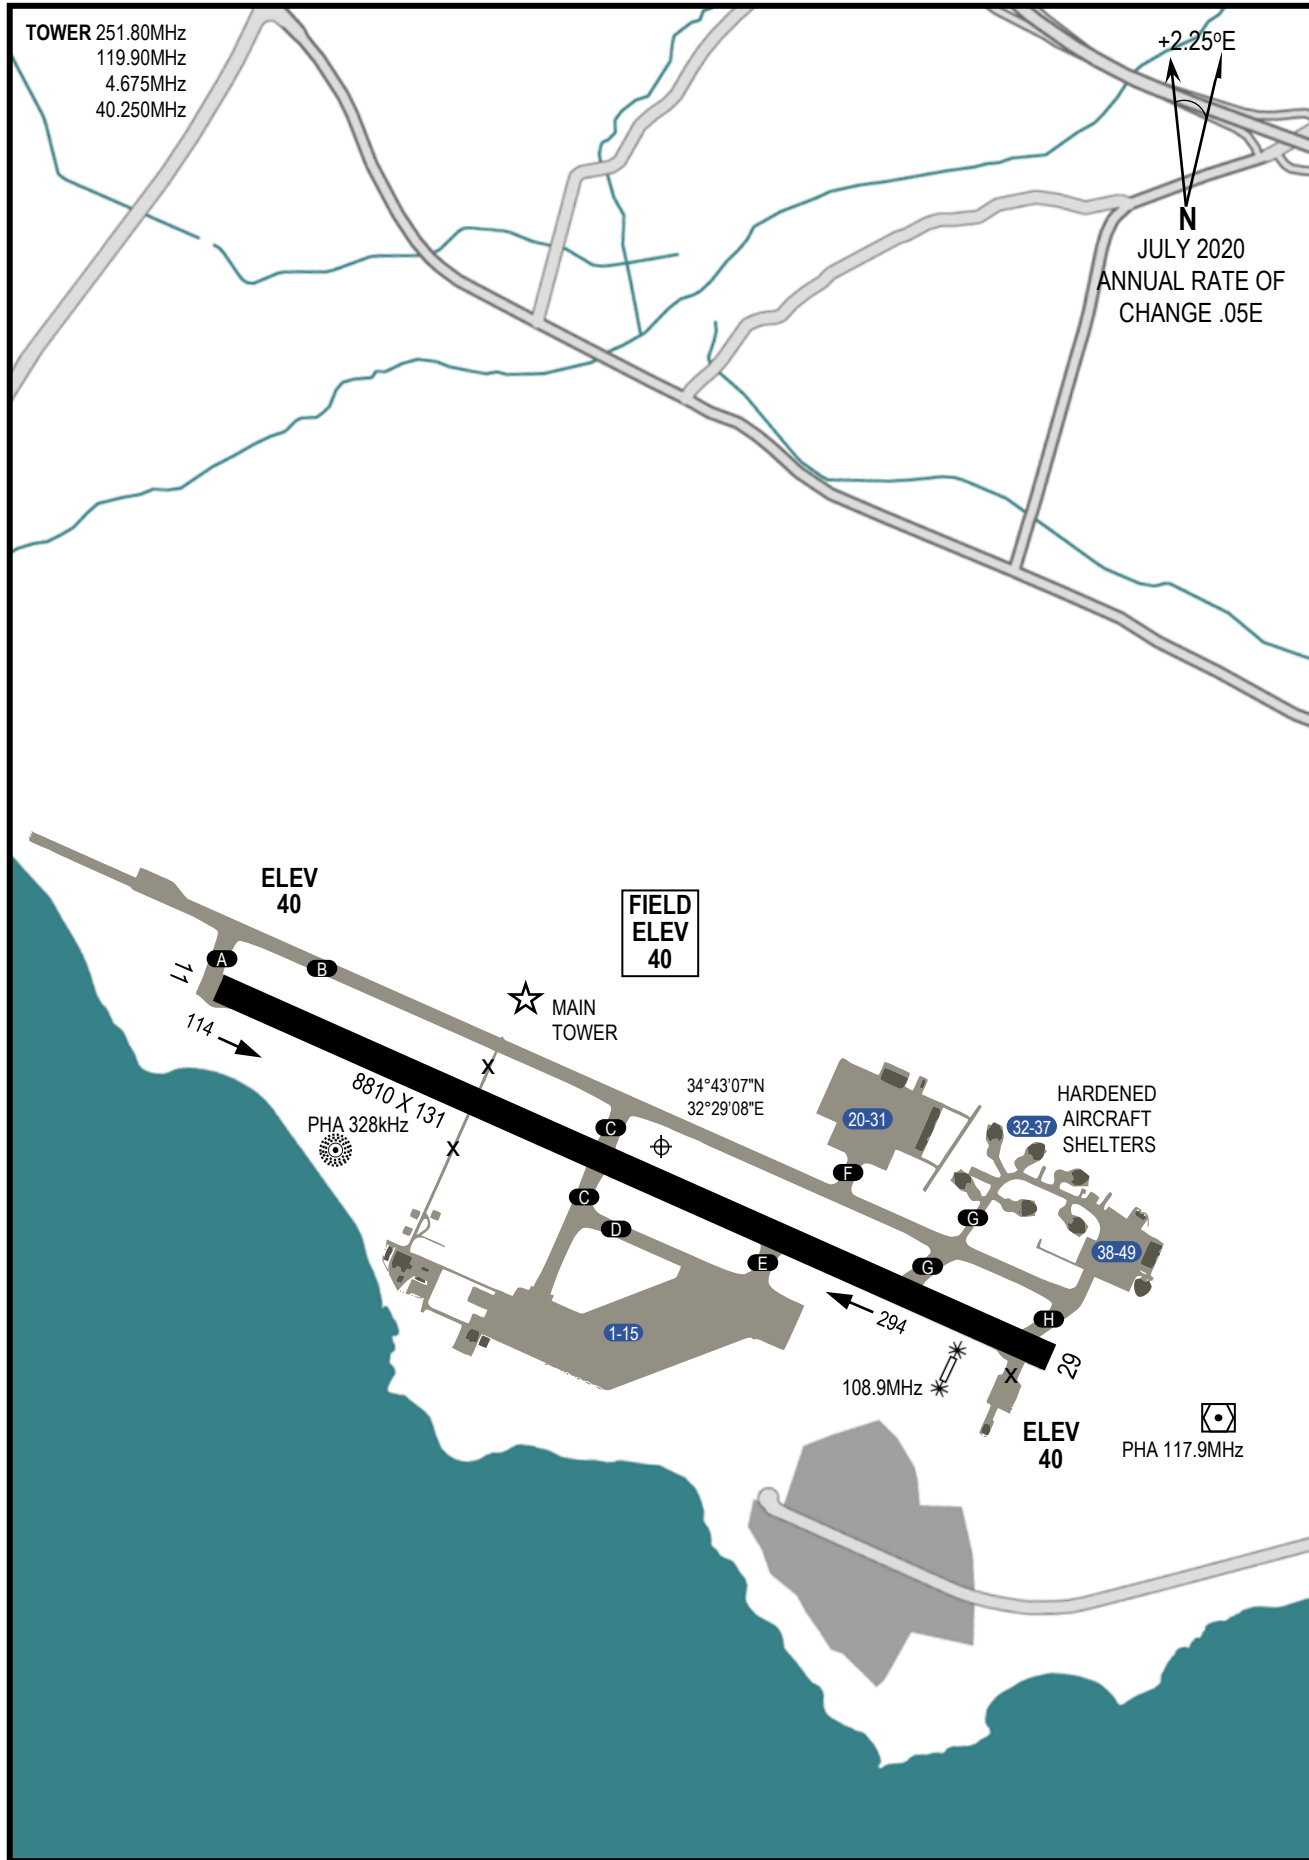 TOWER 251.80MHz
119.90MHz
4.675MHz
40.250MHz
+2.25ºE
N
JULY 2020
ANNUAL RATE OF
CHANGE .05E
ELEV
40
FIELD
ELEV
40
A
B
11
114
MAIN
TOWER
X
8810 X 131
PHA 328kHz
X
34°43'07"N
32°29'08"E
HARDENED
AIRCRAFT
SHELTERS
20-31
32-37
C
F
C
D
G
E
G
38-49
1-15
294
H
29
108.9MHz
X
ELEV
40
PHA 117.9MHz